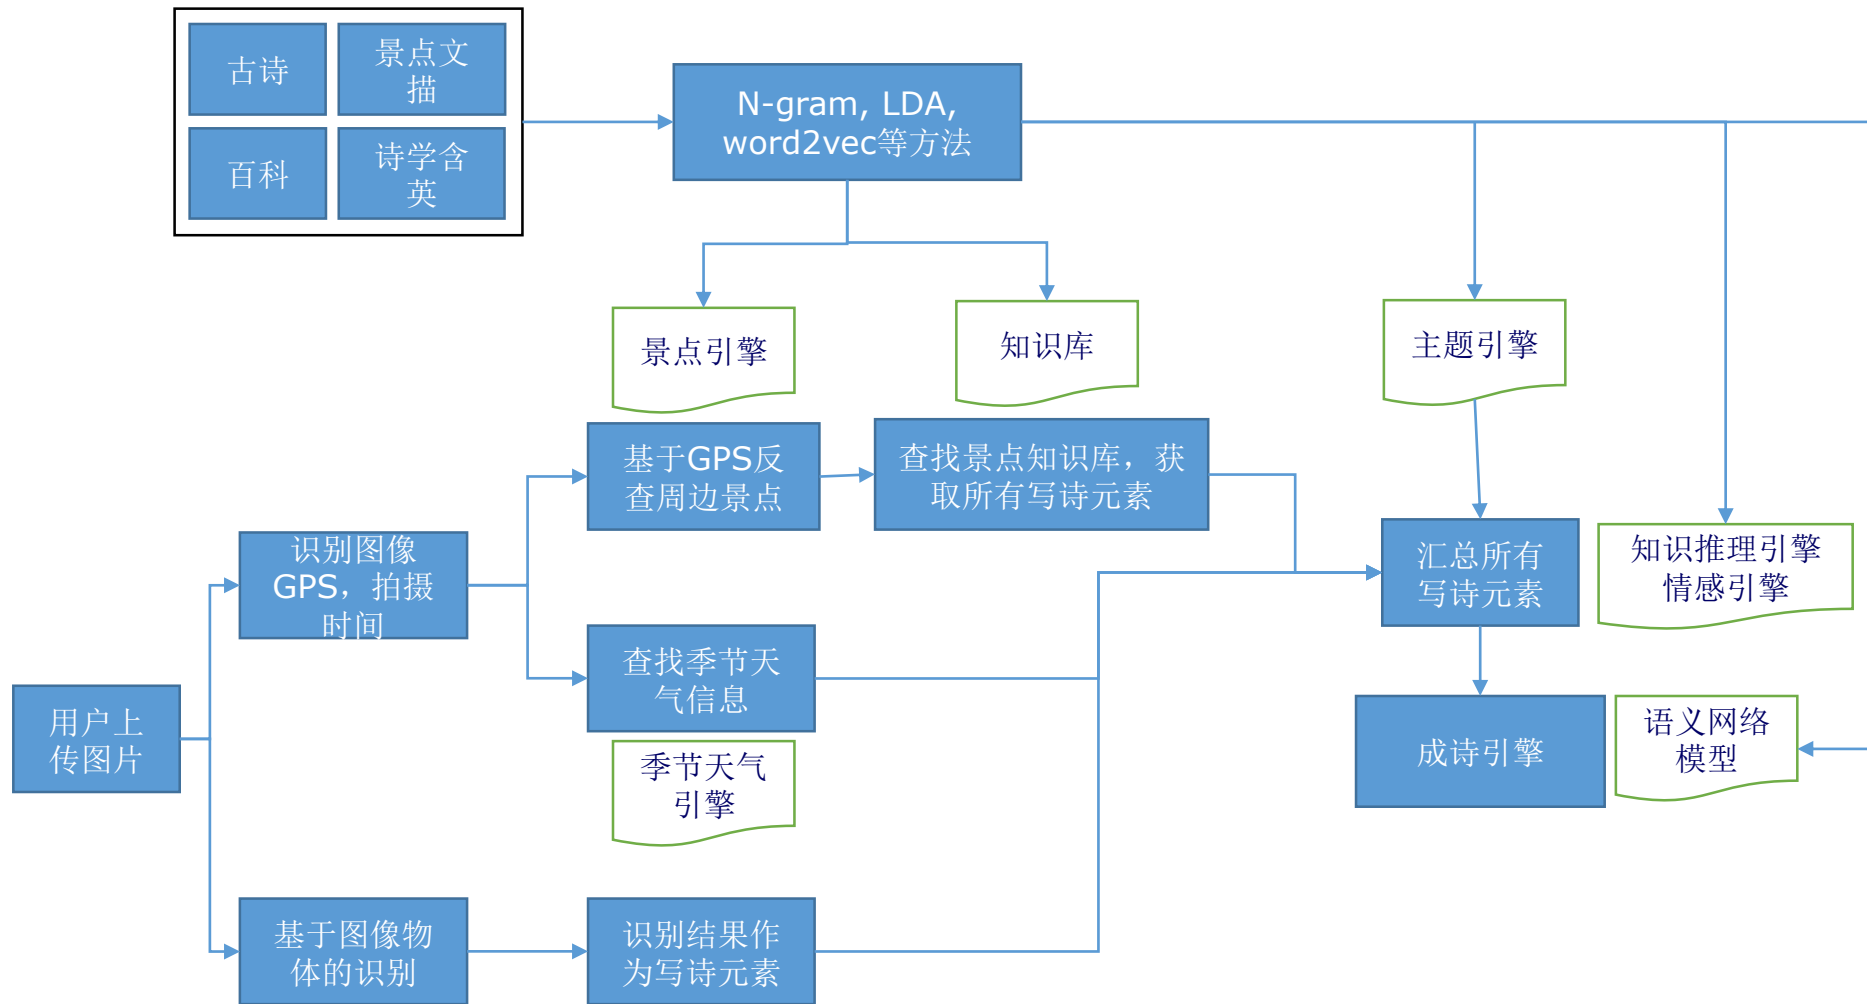 古诗
景点文
描
百科
诗学含
英
N-gram, LDA,
word2vec等方法
景点引擎
知识库
主题引擎
基于GPS反
查周边景点
查找景点知识库，获
取所有写诗元素
识别图像
GPS，拍摄
时间
汇总所有
写诗元素
知识推理引擎
情感引擎
查找季节天
气信息
用户上
传图片
季节天气
引擎
成诗引擎
语义网络
模型
基于图像物
体的识别
识别结果作
为写诗元素